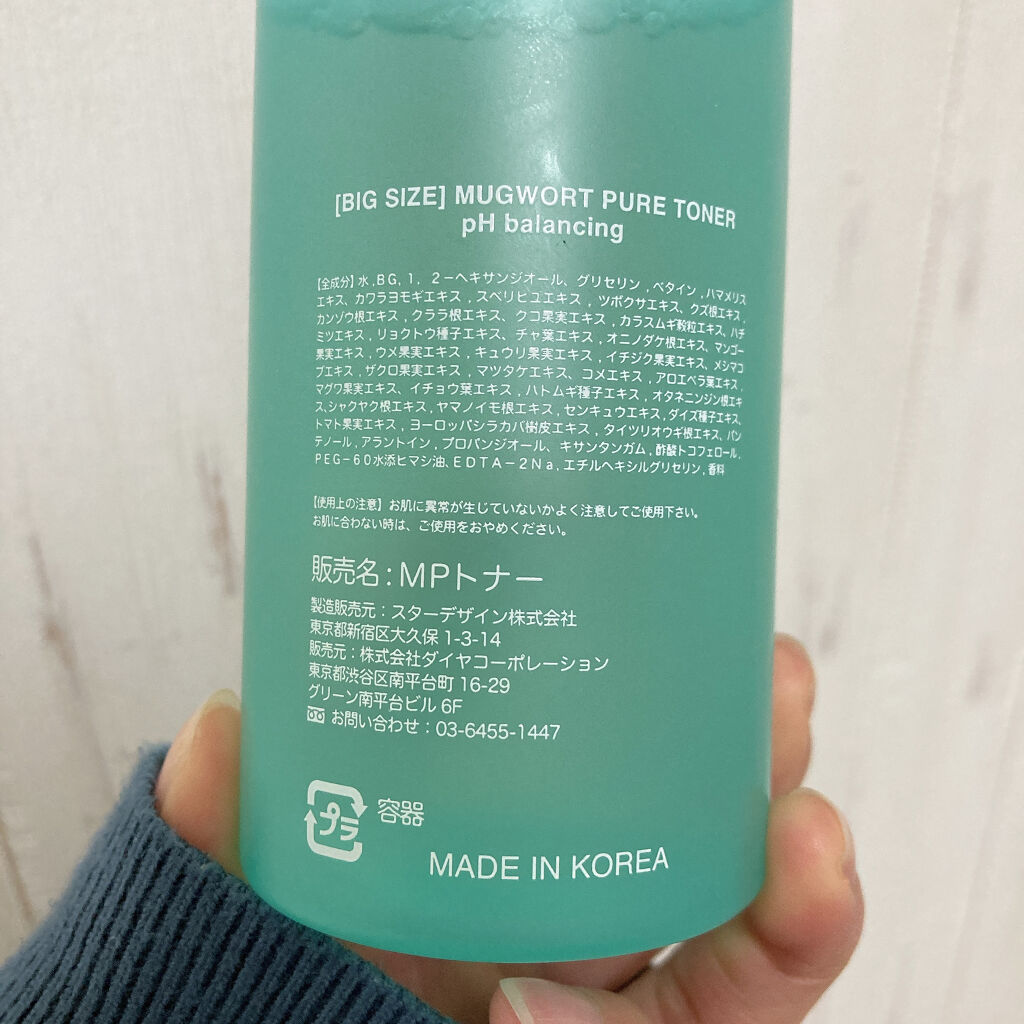 [BIG SIZE] MUGWORT PURE TONER
pH balancing
【全成分】水,BG,1,2-ヘキサンジオール、グリセリン,ベタイン,ハマメリス
エキス、カワラヨモギエキス,スベリヒユエキス,ツボクサエキス、クズ根エキス,
カンゾウ根エキス,クララ根エキス、クコ果実エキス,カラスムギ穀粒エキス、ハチ
ミツエキス,リョクトウ種子エキス、チャ葉エキス,オニノダケ根エキス、マンゴー
果実エキス,ウメ果実エキス,キュウリ果実エキス,イチジク果実エキス、メシマコ
ブエキス,ザクロ果実エキス,マツタケエキス、コメエキス,アロエベラ葉エキス,
マグワ果実エキス、イチョウ葉エキス,ハトムギ種子エキス,オタネニンジン根エキ
ス,シャクヤク根エキス,ヤマノイモ根エキス,センキュウエキス,ダイズ種子エキス,
トマト果実エキス,ヨーロッパシラカバ樹皮エキス,タイツリオウギ根エキス、パン
テノール,アラントイン,プロパンジオール、キサンタンガム,酢酸トコフェロール,
PEG-60水添ヒマシ油、EDTA-2Na,エチルヘキシルグリセリン,香料
【使用上の注意】お肌に異常が生じていないかよく注意してご使用下さい。
お肌に合わない時は、ご使用をおやめください。
販売名:MPトナー
製造販売元:スターデザイン株式会社
東京都新宿区大久保 1-3-14
販売元:株式会社ダイヤコーポレーション
東京都渋谷区南平台町 16-29
グリーン南平台ビル 6F
お問い合わせ:03-6455-1447
プラ 容器
MADE IN KOREA